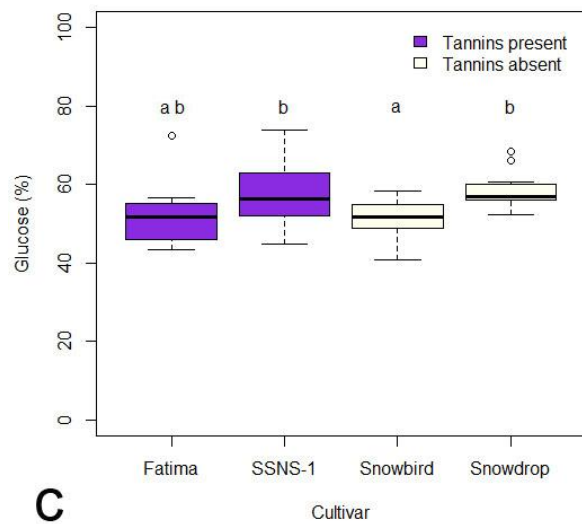 100
80
60
40
20
0
Glucose (%)
Tannins present
Tannins absent
a b
b
a
b
Fatima
SSNS-1
Snowbird
Snowdrop
Cultivar
C